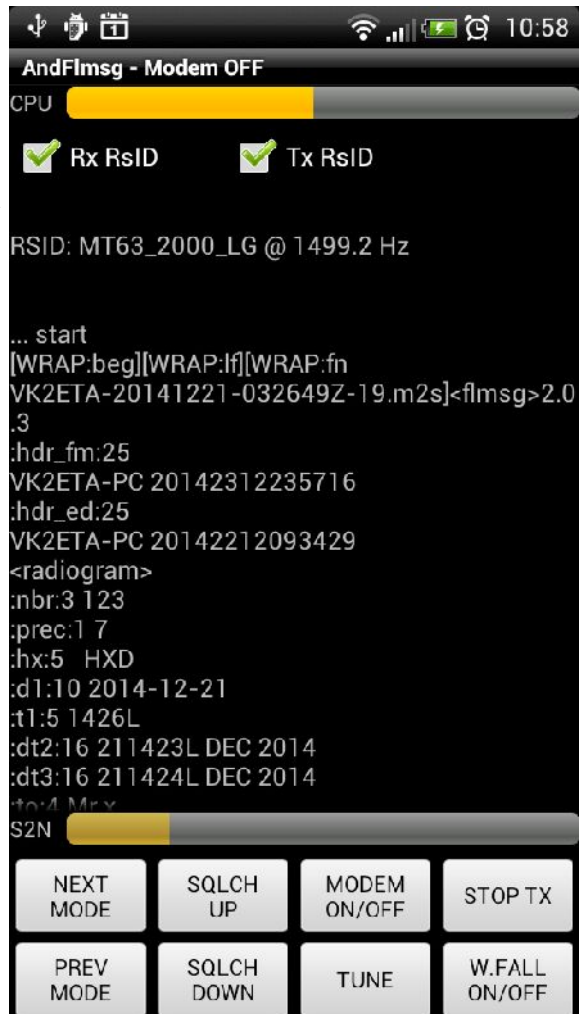 10:58
AndFlmsg - Modem OFF
CPU
Rx RsID Tx RsID
RSID: MT63_2000_LG @ 1499.2 Hz
... start
[WRAP:beg][WRAP:lf][WRAP:fn
VK2ETA-20141221-032649Z-19.m2s]<flmsg>2.0
.3
:hdr_fm:25
VK2ETA-PC 20142312235716
:hdr_ed:25
VK2ETA-PC 20142212093429
<radiogram>
:nbr:3 123
:prec:1 7
:hx:5   HXD
:d1:10 2014-12-21
:t1:5 1426L
:dt2:16 211423L DEC 2014
:dt3:16 211424L DEC 2014
:to:4 Mr x
S2N
NEXT MODE SQLCH UP MODEM ON/OFF STOP TX
PREV MODE SQLCH DOWN TUNE W.FALL ON/OFF